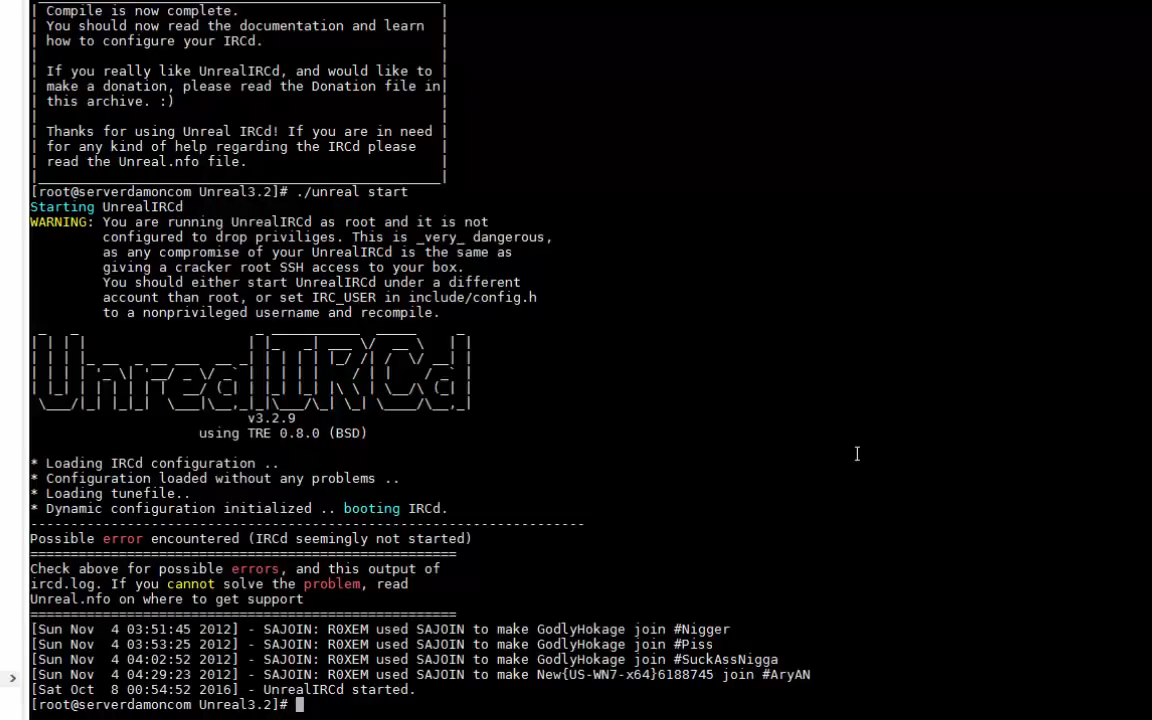 Compile is now complete.
You should now read the documentation and learn
how to configure your IRCd.
If you really like UnrealIRCd, and would like to
make a donation, please read the Donation file in
this archive. :)
Thanks for using Unreal IRCd! If you are in need
for any kind of help regarding the IRCd please
read the Unreal.nfo file.
[root@serverdamoncom Unreal3.2]# ./unreal start
Starting UnrealIRCd
WARNING: You are running UnrealIRCd as root and it is not
configured to drop priviliges. This is _very_ dangerous,
as any compromise of your UnrealIRCd is the same as
giving a cracker root SSH access to your box.
You should either start UnrealIRCd under a different
account than root, or set IRC_USER in include/config.h
to a nonprivileged username and recompile.
UnrealIRCd
v3.2.9
using TRE 0.8.0 (BSD)
* Loading IRCd configuration ..
* Configuration loaded without any problems ..
* Loading tunefile..
* Dynamic configuration initialized .. booting IRCd.
---------------------------------------------------------------------
Possible error encountered (IRCd seemingly not started)
=====================================================
Check above for possible errors, and this output of
ircd.log. If you cannot solve the problem, read
Unreal.nfo on where to get support
=====================================================
[Sun Nov  4 03:51:45 2012] - SAJOIN: R0XEM used SAJOIN to make GodlyHokage join #Nigger
[Sun Nov  4 03:53:25 2012] - SAJOIN: R0XEM used SAJOIN to make GodlyHokage join #Piss
[Sun Nov  4 04:02:52 2012] - SAJOIN: R0XEM used SAJOIN to make GodlyHokage join #SuckAssNigga
[Sun Nov  4 04:29:23 2012] - SAJOIN: R0XEM used SAJOIN to make New{US-WN7-x64}6188745 join #AryAN
[Sat Oct  8 00:54:52 2016] - UnrealIRCd started.
[root@serverdamoncom Unreal3.2]#